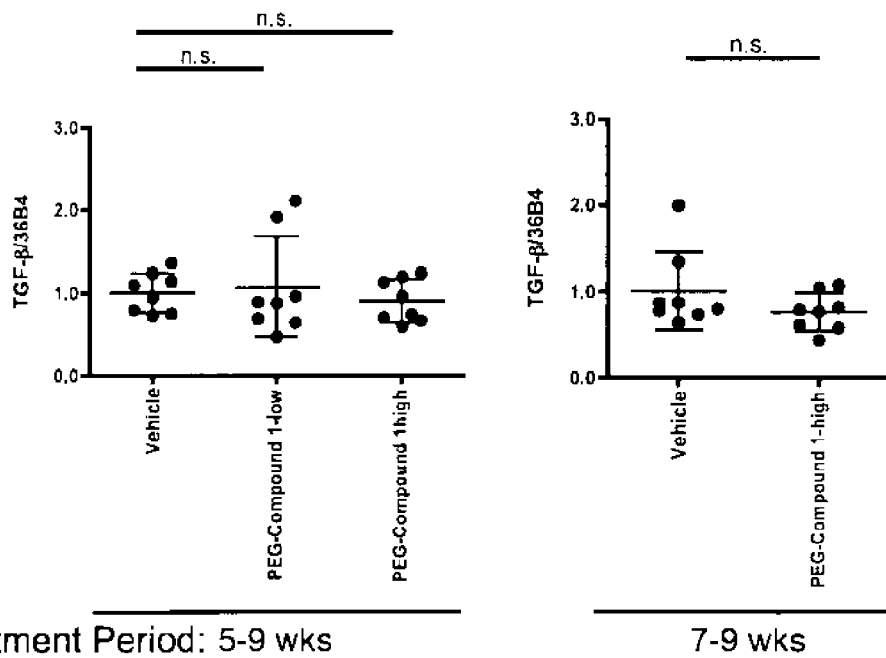 n.s.
n.s.
3.0
2.0
1.0
0.0
TGF-β/36B4
Vehicle
PEG-Compound 1-low
PEG-Compound 1high
n.s.
3.0
2.0
1.0
0.0
TGF-β/36B4
Vehicle
PEG-Compound 1-high
tment Period: 5-9 wks
7-9 wks